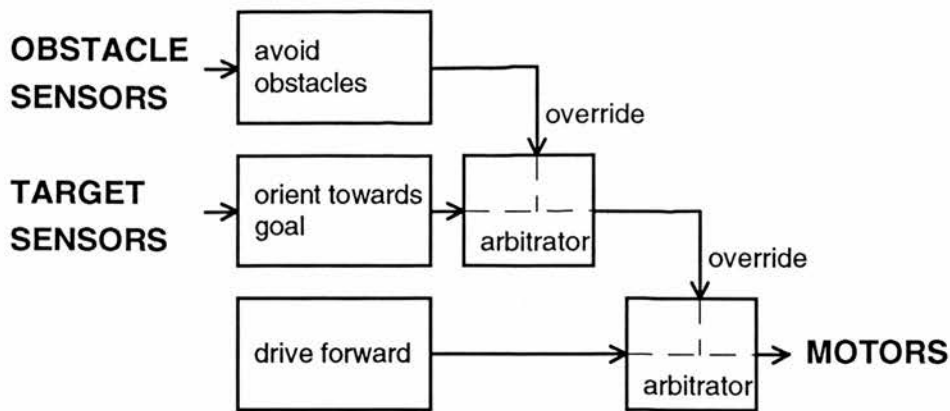 OBSTACLE
SENSORS
avoid
obstacles
override
TARGET
SENSORS
orient towards
goal
arbitrator
override
drive forward
arbitrator
MOTORS